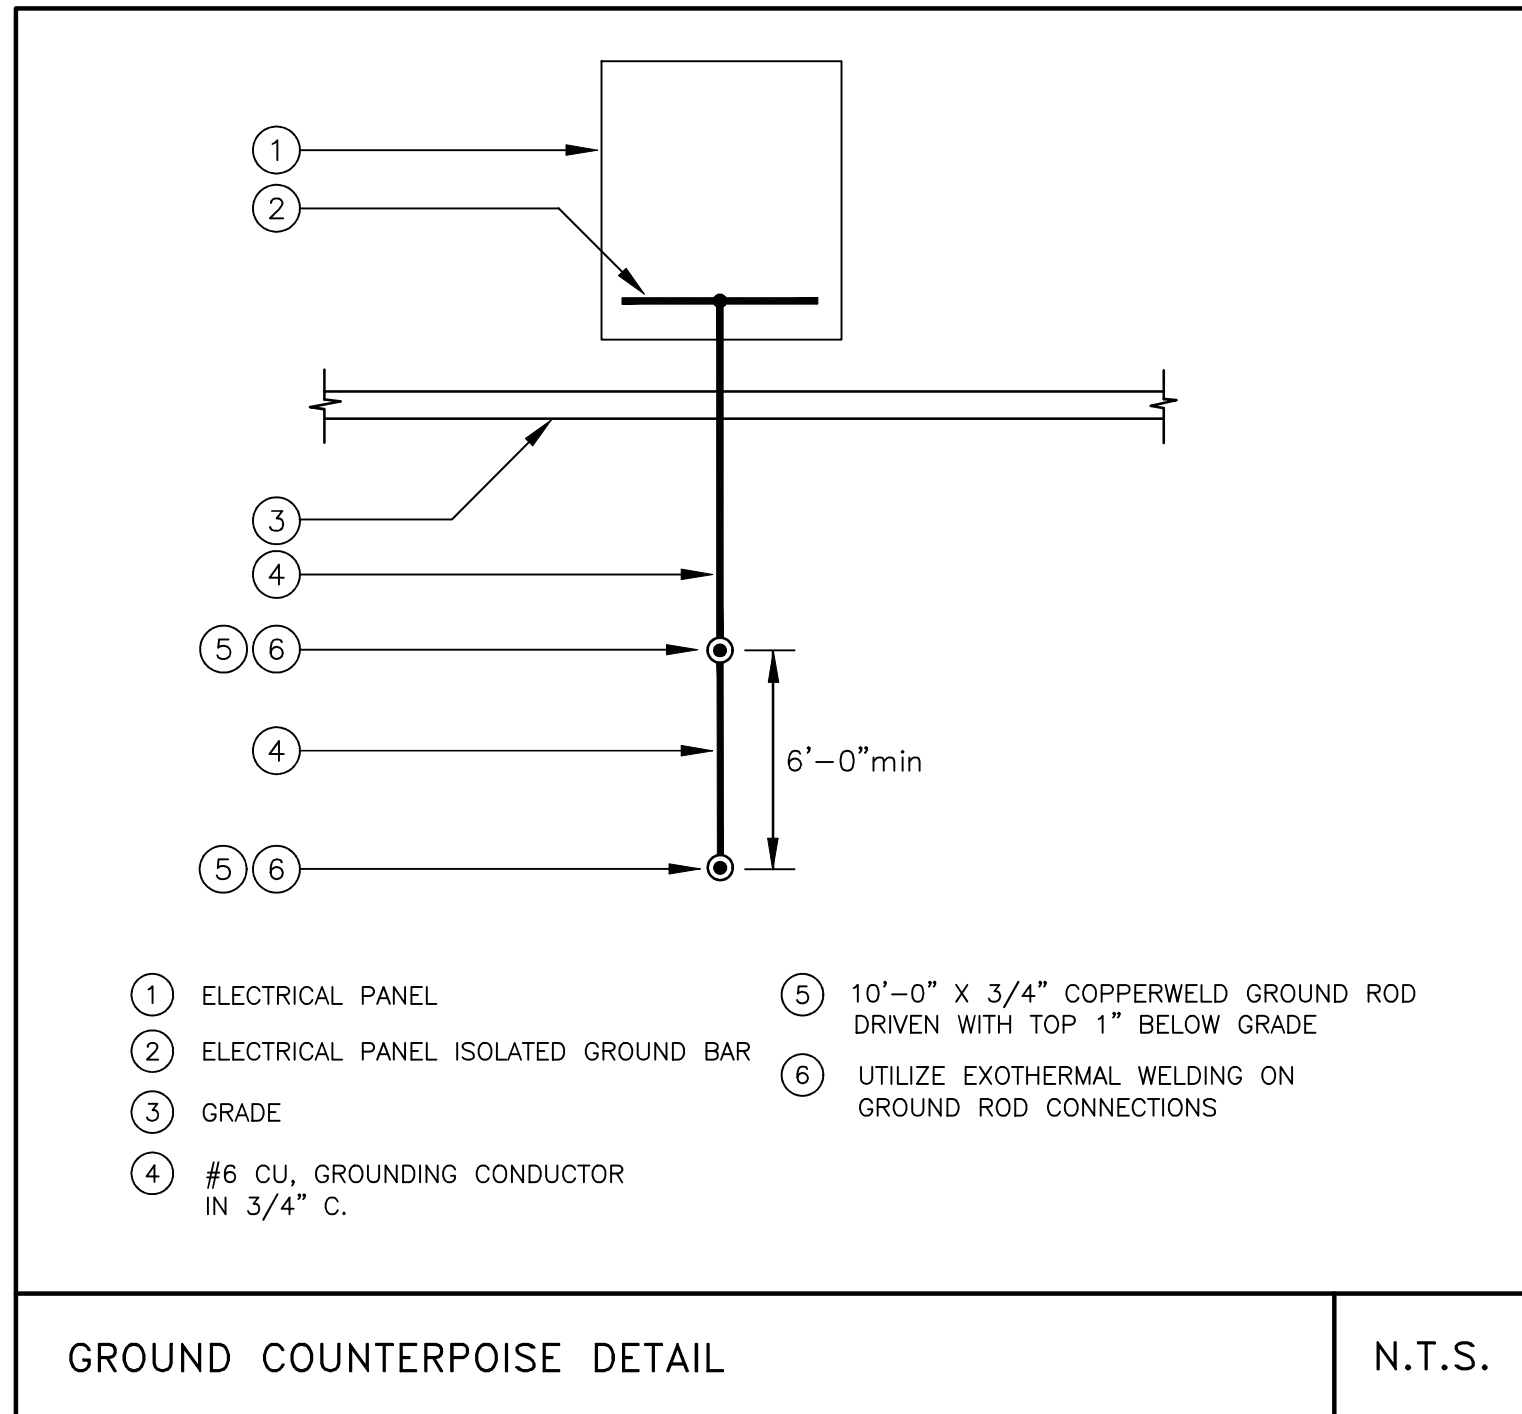 1
2
3
4
5 6
4
6'-0"min
5 6
1 ELECTRICAL PANEL
2 ELECTRICAL PANEL ISOLATED GROUND BAR
3 GRADE
4 #6 CU, GROUNDING CONDUCTOR
IN 3/4" C.
5 10'-0" X 3/4" COPPERWELD GROUND ROD
DRIVEN WITH TOP 1" BELOW GRADE
6 UTILIZE EXOTHERMAL WELDING ON
GROUND ROD CONNECTIONS
GROUND COUNTERPOISE DETAIL
N.T.S.